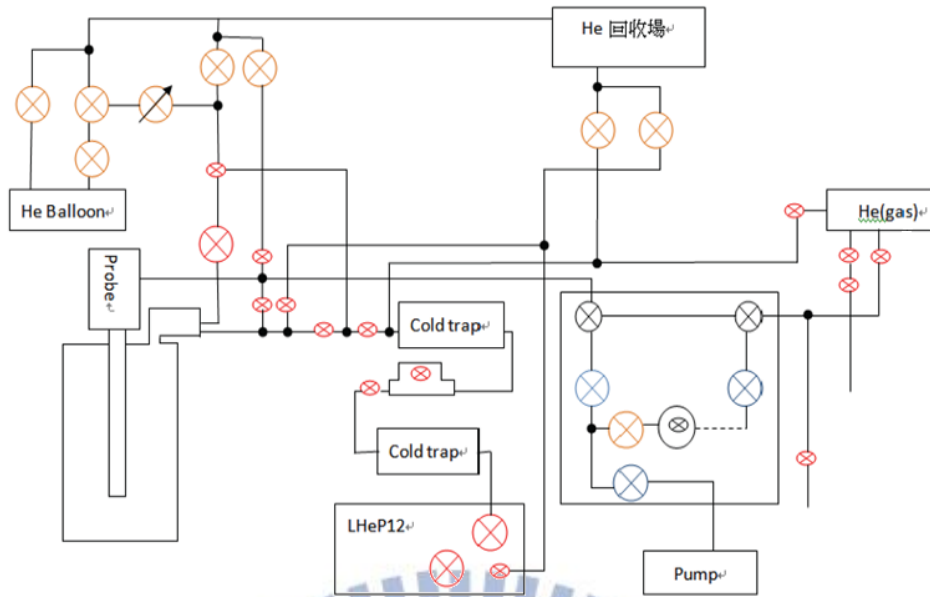 He 回收場
He Balloon
He(gas)
Probe
Cold trap
Cold trap
LHeP12
Pump